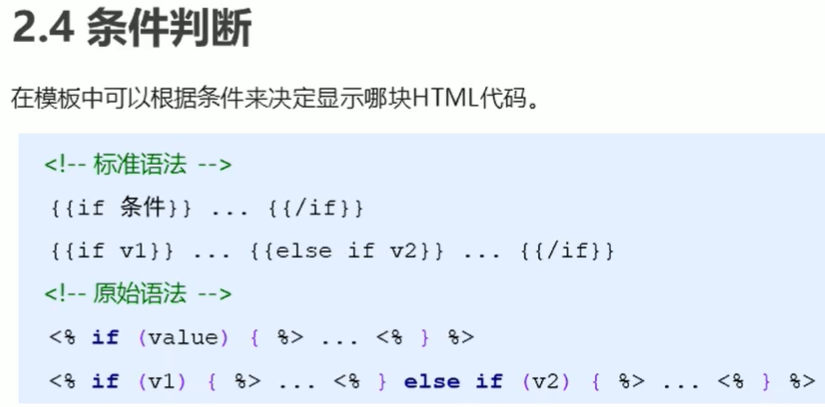 2.4 条件判断
在模板中可以根据条件来决定显示哪块HTML代码。
<!-- 标准语法 -->
{{if 条件}} ... {{/if}}
{{if v1}} ... {{else if v2}} ... {{/if}}
<!-- 原始语法 -->
<% if (value) { %> ... <% } %>
<% if (v1) { %> ... <% } else if (v2) { %> ... <% } %>